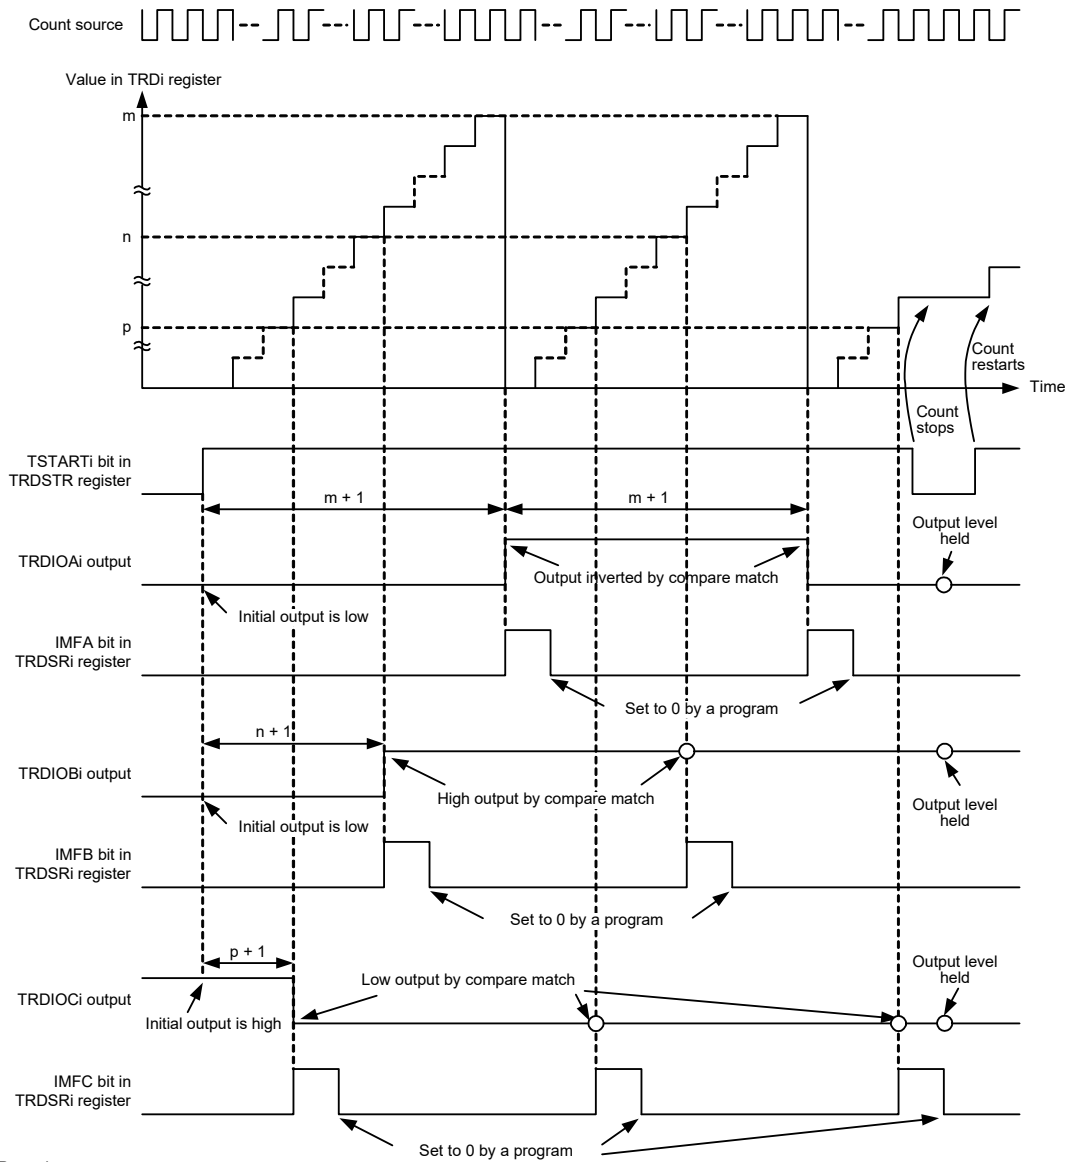 Count source
Value in TRDi register
m
n
p
Count
restarts
Time
Count
stops
TSTARTi bit in
TRDSTR register
m + 1
m + 1
Output level
held
TRDIOAi output
Output inverted by compare match
Initial output is low
IMFA bit in
TRDSRi register
Set to 0 by a program
n + 1
TRDIOBi output
High output by compare match
Output level
held
Initial output is low
IMFB bit in
TRDSRi register
Set to 0 by a program
p + 1
Low output by compare match
Output level
held
TRDIOCi output
Initial output is high
IMFC bit in
TRDSRi register
Set to 0 by a program